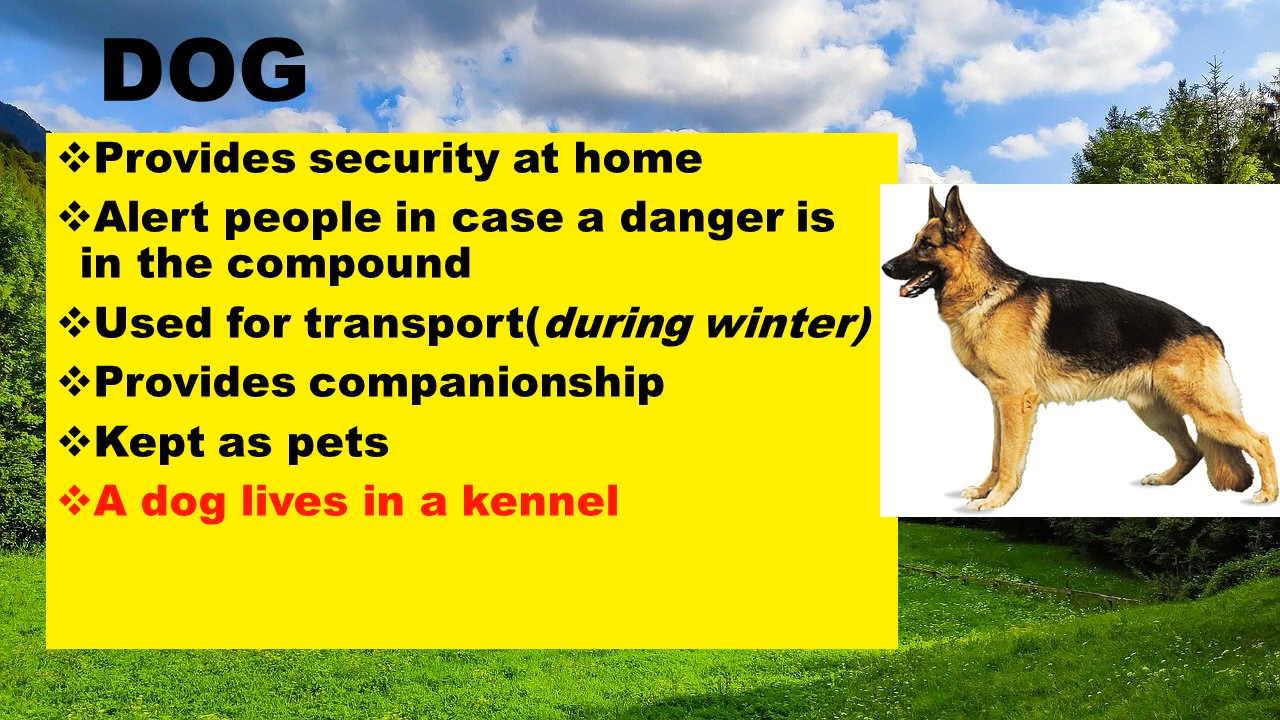 DOG
❖Provides security at home
❖Alert people in case a danger is
in the compound
❖Used for transport(during winter)
❖Provides companionship
❖Kept as pets
❖A dog lives in a kennel